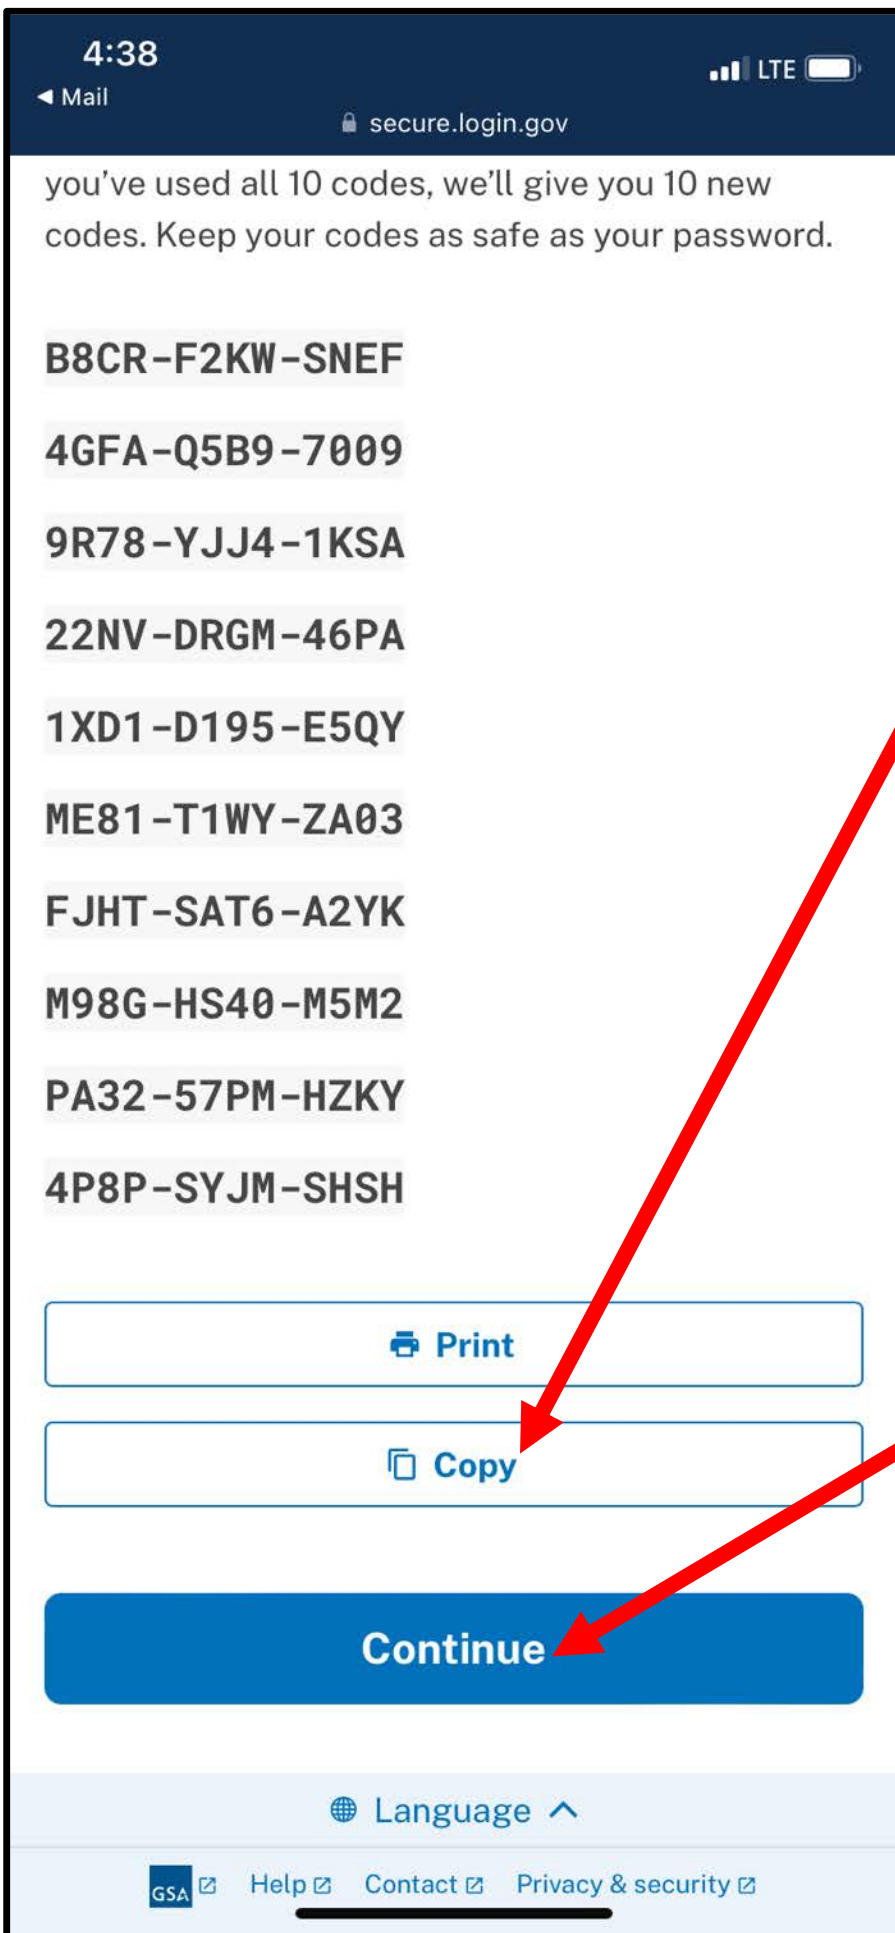 4:38
LTE
◀ Mail
secure.login.gov
you’ve used all 10 codes, we’ll give you 10 new
codes. Keep your codes as safe as your password.
B8CR-F2KW-SNEF
4GFA-Q5B9-7009
9R78-YJJ4-1KSA
22NV-DRGM-46PA
1XD1-D195-E5QY
ME81-T1WY-ZA03
FJHT-SAT6-A2YK
M98G-HS40-M5M2
PA32-57PM-HZKY
4P8P-SYJM-SHSH
Print
Copy
Continue
Language
GSA Help Contact Privacy & security